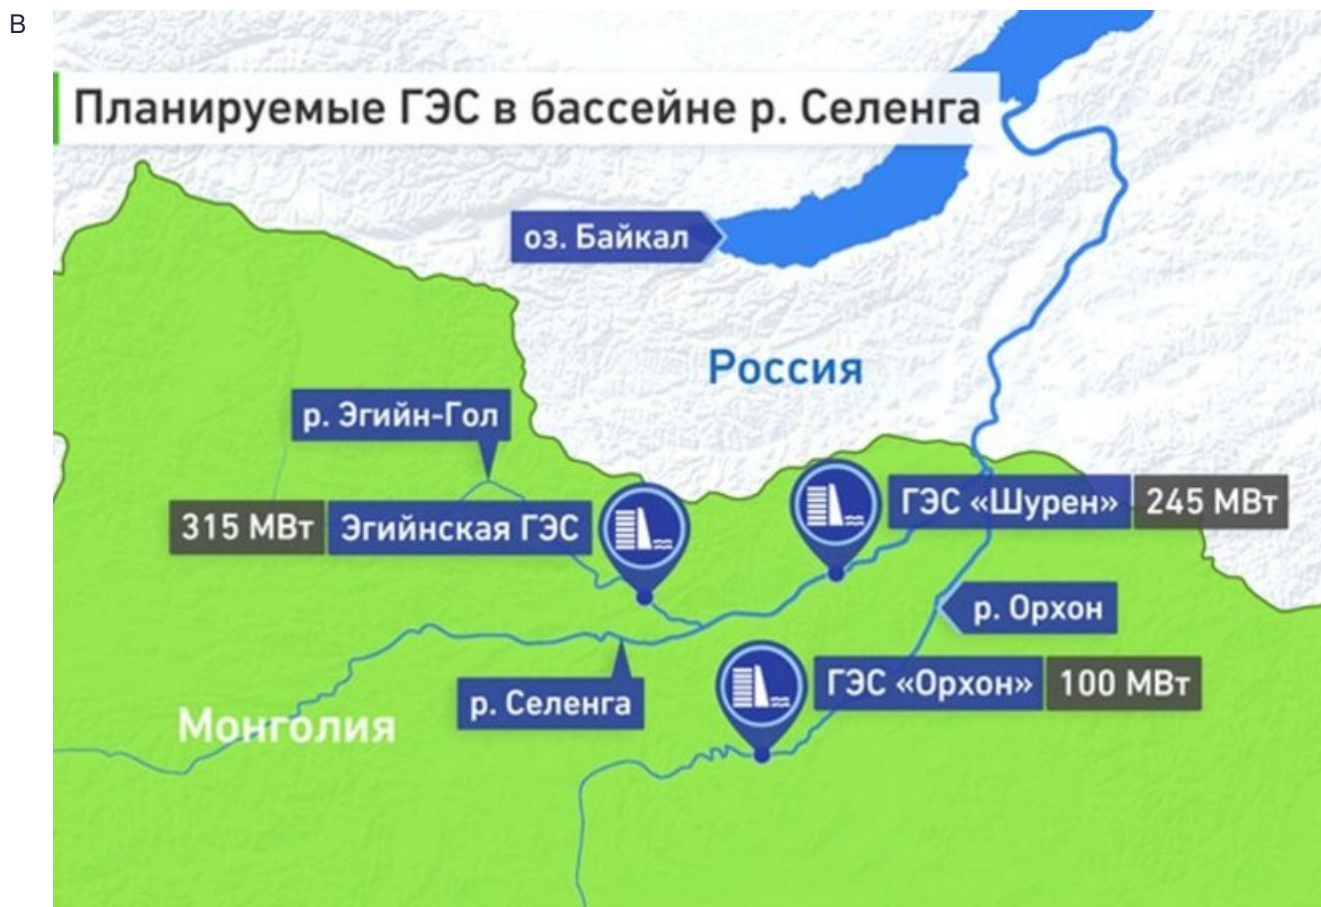 В
Планируемые ГЭС в бассейне р. Селенга
оз. Байкал
Россия
р. Эгийн-Гол
315 МВт Эгийнская ГЭС
ГЭС «Шурен» 245 МВт
р. Орхон
р. Селенга
ГЭС «Орхон» 100 МВт
Монголия